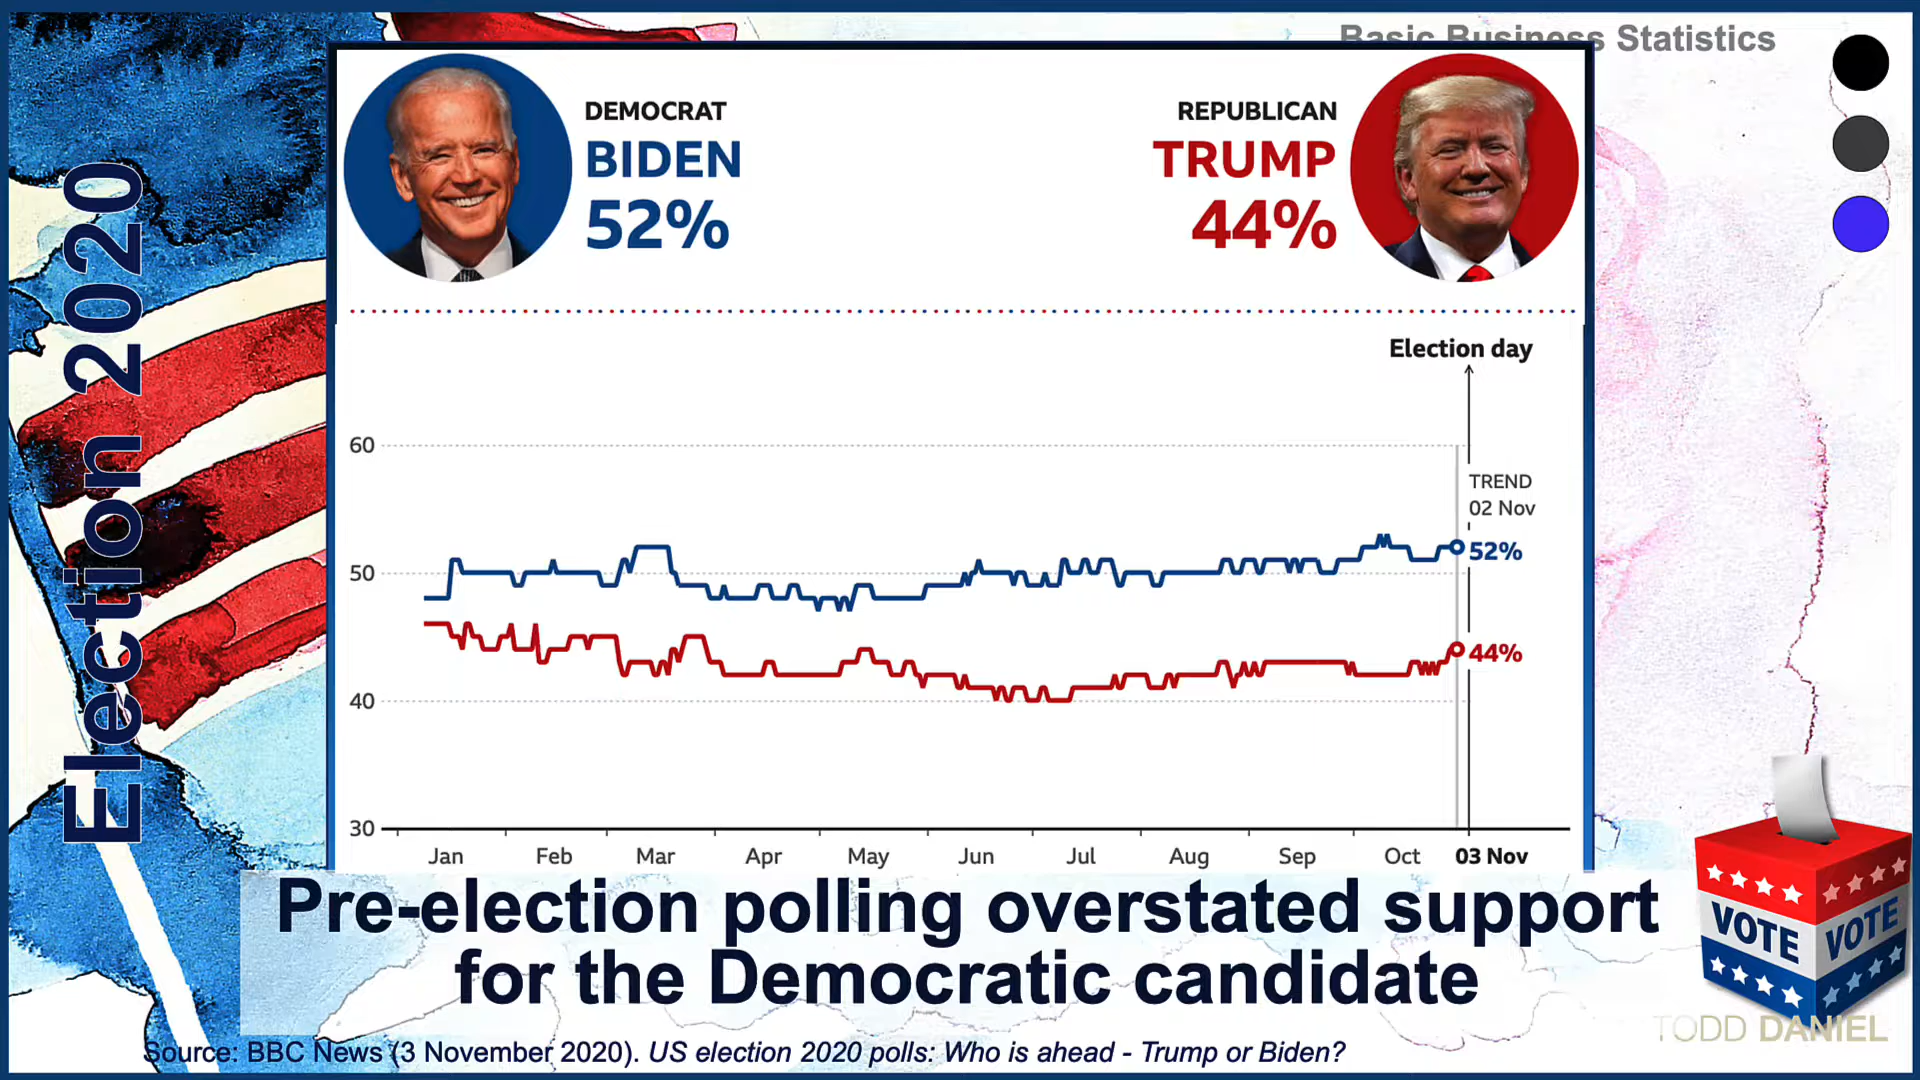 Basic Business Statistics
Election 2020
DEMOCRAT
BIDEN
52%
REPUBLICAN
TRUMP
44%
Election day
60
TREND
02 Nov
52%
50
44%
40
30
Jan Feb Mar Apr May Jun Jul Aug Sep Oct 03 Nov
Pre-election polling overstated support
for the Democratic candidate
VOTE VOTE
TODD DANIEL
Source: BBC News (3 November 2020). US election 2020 polls: Who is ahead - Trump or Biden?